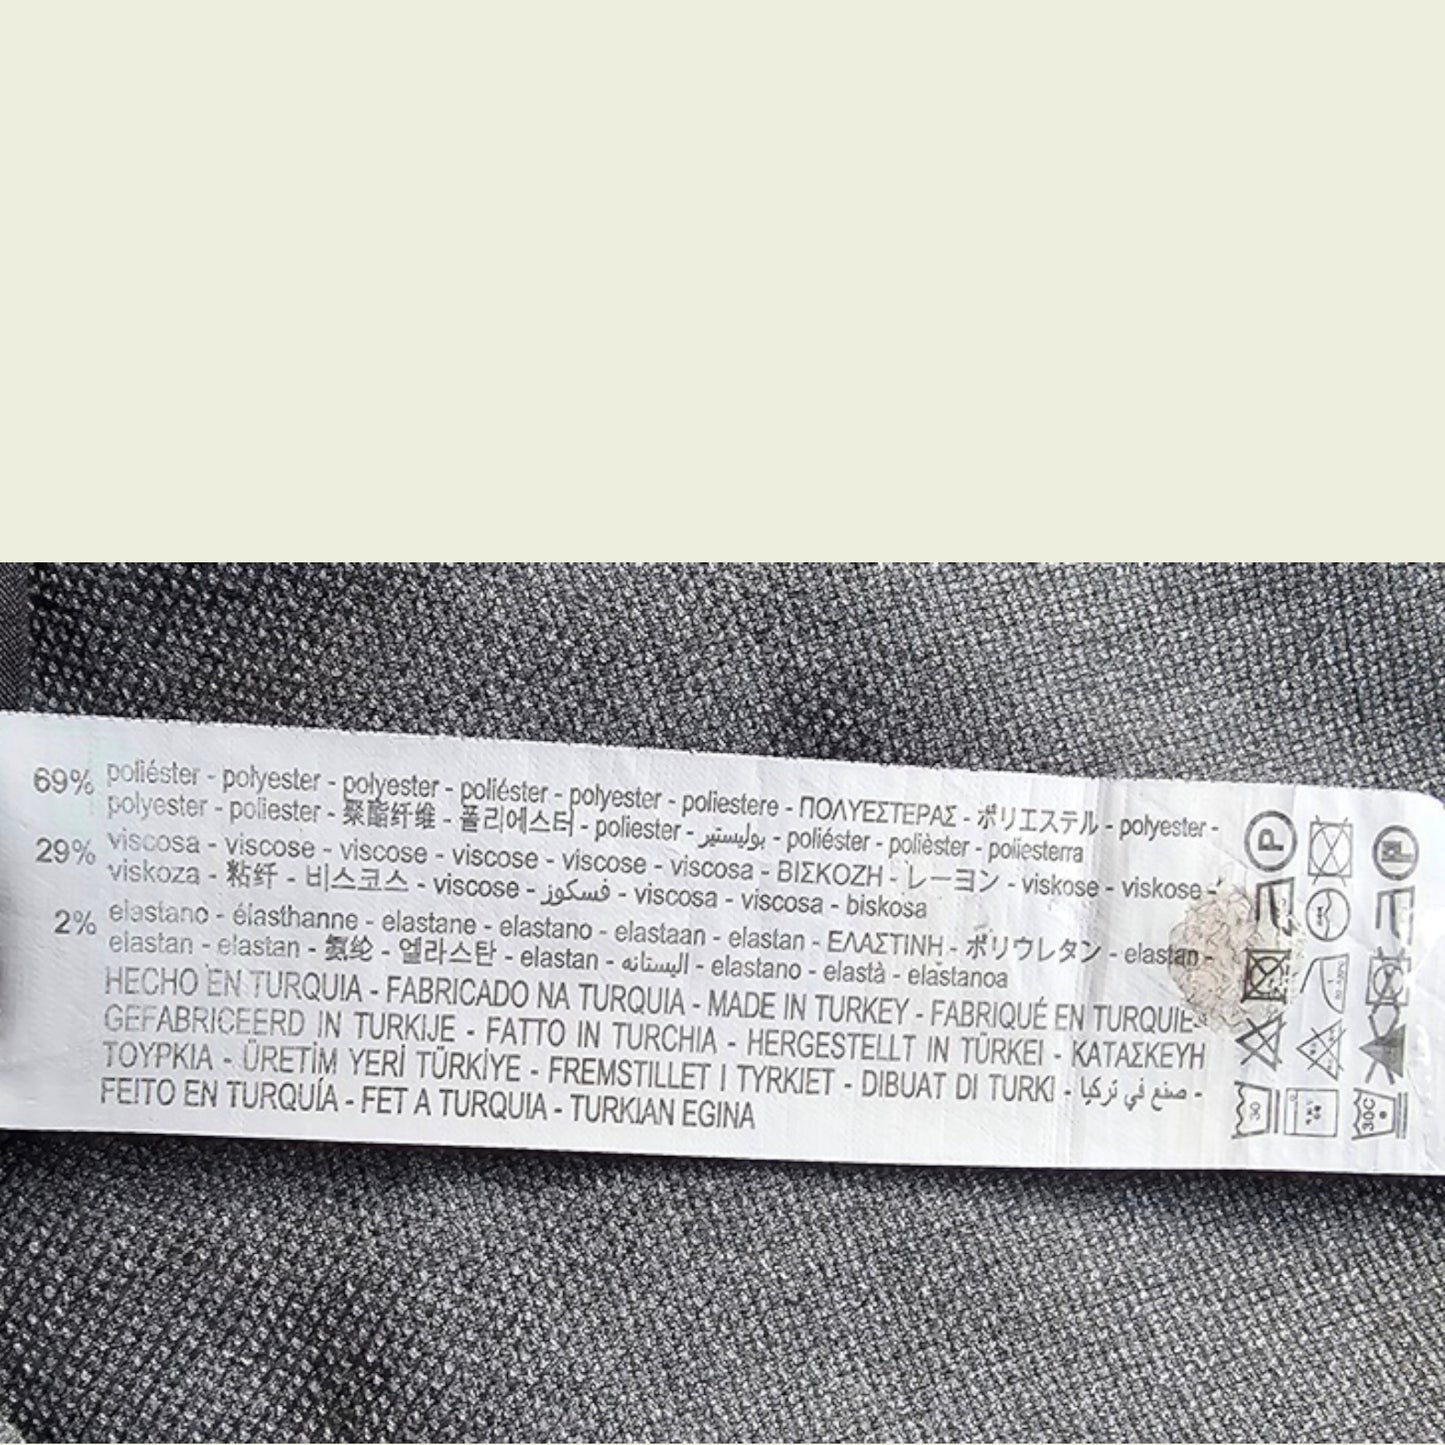 69% poliéster - polyester - polyester - poliéster - polyester - poliestere - ΠΟΛΥΕΣΤΕΡΑΣ - ポリエステル - polyester -
polyester - poliester - 聚酯纤维 - 폴리에스터 - poliester - بوليستير - poliéster - polièster - poliesterra
29% viscosa - viscose - viscose - viscose - viscose - viscosa - ΒΙΣΚΟΖΗ - レーヨン - viskose - viskose -
viskoza - 粘纤 - 비스코스 - viscose - فسكوز - viscosa - viscosa - biskosa
2% elastano - élasthanne - elastane - elastano - elastaan - elastan - ΕΛΑΣΤΙΝΗ - ポリウレタン - elastan -
elastan - elastan - 氨纶 - 엘라스탄 - elastan - اليستانه - elastano - elastà - elastanoa
HECHO EN TURQUIA - FABRICADO NA TURQUIA - MADE IN TURKEY - FABRIQUÉ EN TURQUIE-
GEFABRICEERD IN TURKIJE - FATTO IN TURCHIA - HERGESTELLT IN TÜRKEI - ΚΑΤΑΣΚΕΥΗ
ΤΟΥΡΚΙΑ - ÜRETİM YERİ TÜRKİYE - FREMSTILLET I TYRKIET - DIBUAT DI TURKI - صنع في تركيا -
FEITO EN TURQUÍA - FET A TURQUIA - TURKIAN EGINA
P
P
30
30C